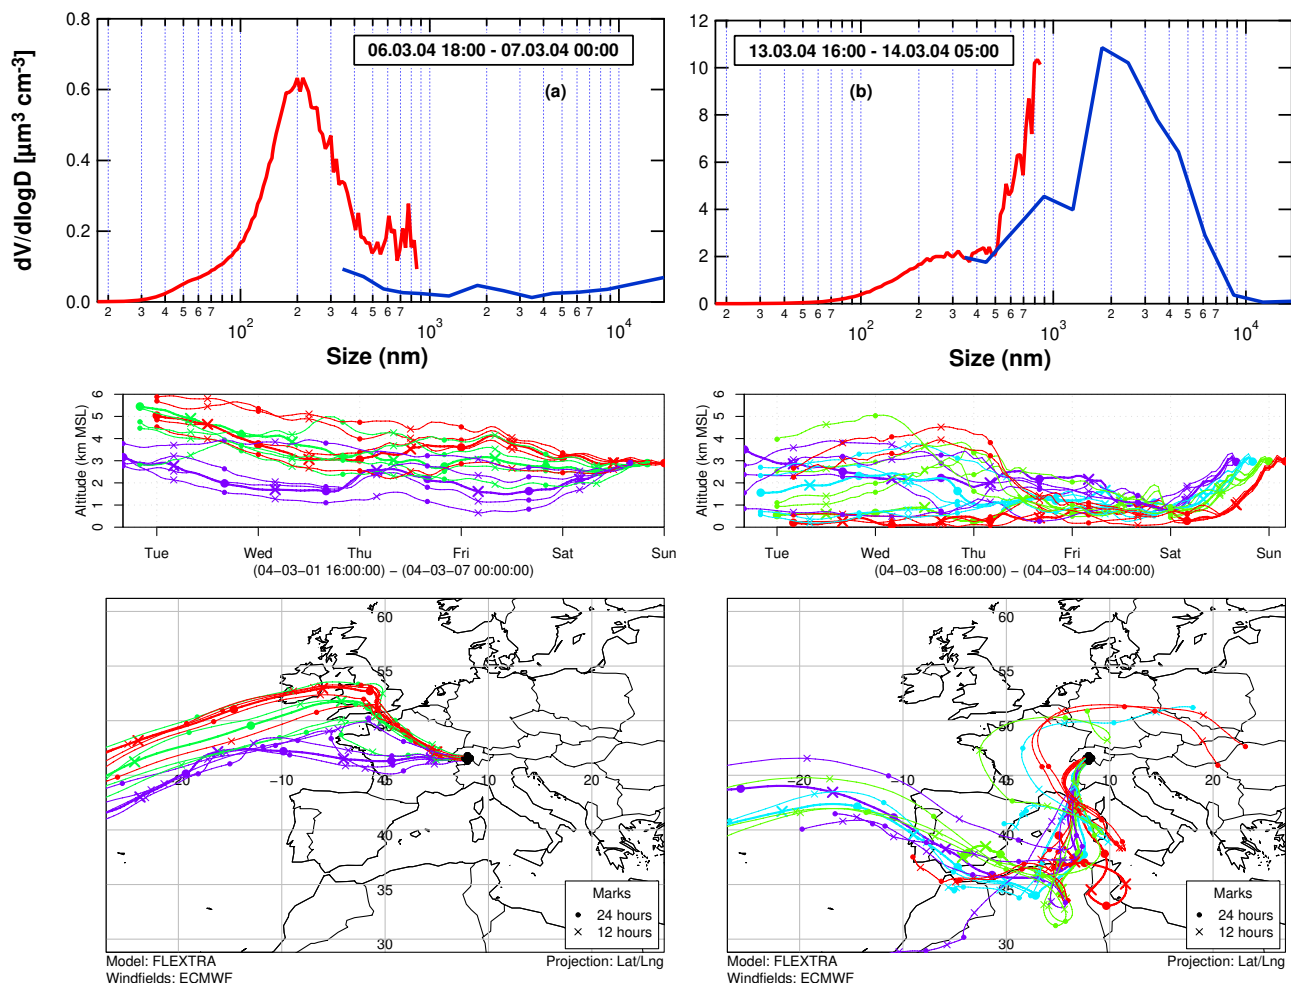 0.8
0.6
0.4
0.2
0.0
dV/dlogD [µm³ cm⁻³]
06.03.04 18:00 - 07.03.04 00:00
(a)
2 3 4 5 6 7 2 3 4 5 6 7 2 3 4 5 6 7
10² 10³ 10⁴
Size (nm)
12
10
8
6
4
2
0
13.03.04 16:00 - 14.03.04 05:00
(b)
2 3 4 5 6 7 2 3 4 5 6 7 2 3 4 5 6 7
10² 10³ 10⁴
Size (nm)
Altitude (km MSL)
6
5
4
3
2
1
0
Tue Wed Thu Fri Sat Sun
(04−03−01 16:00:00) − (04−03−07 00:00:00)
Altitude (km MSL)
6
5
4
3
2
1
0
Tue Wed Thu Fri Sat Sun
(04−03−08 16:00:00) − (04−03−14 04:00:00)
60
55
50
−20 −10 45 10 20
40
35
30
Marks
24 hours
12 hours
Model: FLEXTRA Projection: Lat/Lng
Windfields: ECMWF
60
55
50
−20 −10 45 10 20
40
35
30
Marks
24 hours
12 hours
Model: FLEXTRA Projection: Lat/Lng
Windfields: ECMWF